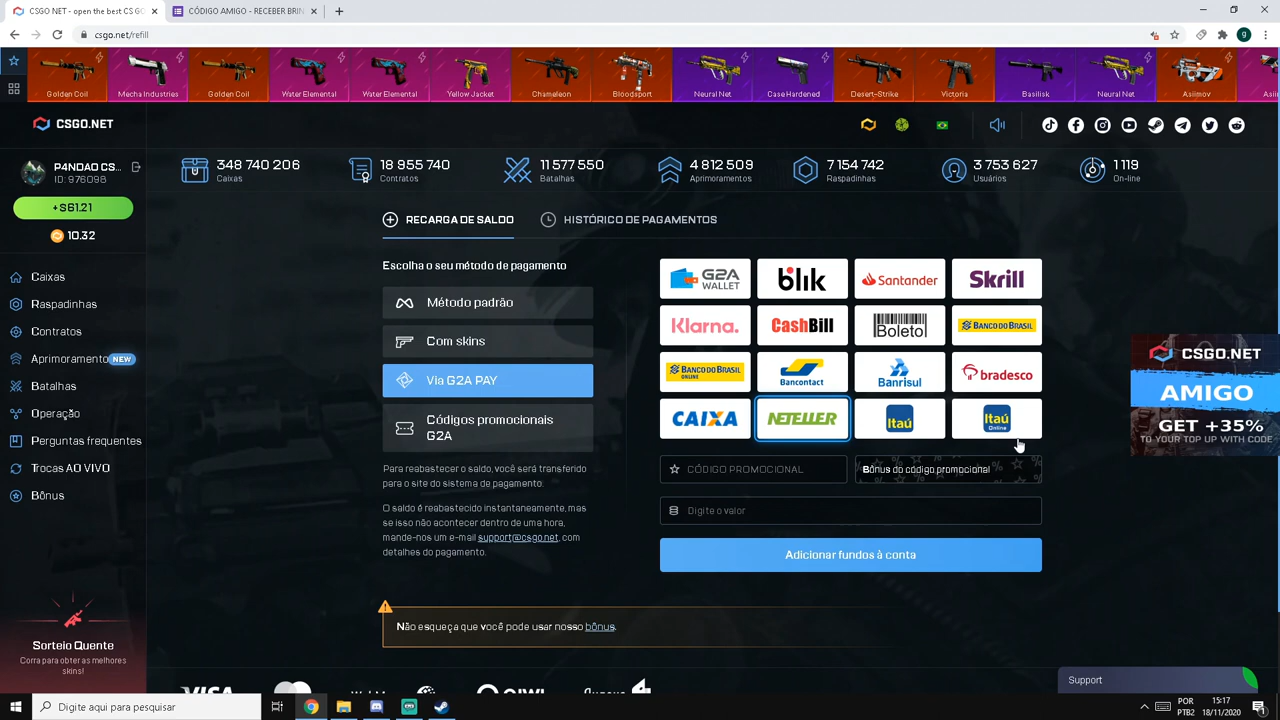 CSGO NET - open the best CS GO
CÓDIGO AMIGO - RECEBER BRIN
csgo.net/refill
g
Golden Coil
Mecha Industries
Golden Coil
Water Elemental
Water Elemental
Yellow Jacket
Chameleon
Bloodsport
Neural Net
Case Hardened
Desert-Strike
Victoria
Basilisk
Neural Net
Asiimov
Asii
CSGO.NET
P4NDAO CS...
ID: 976098
+$61.21
10.32
348 740 206
Caixas
18 955 740
Contratos
11 577 550
Batalhas
4 812 509
Aprimoramentos
7 154 742
Raspadinhas
3 753 627
Usuários
1 119
On-line
Caixas
Raspadinhas
Contratos
Aprimoramento NEW
Batalhas
Operação
Perguntas frequentes
Trocas AO VIVO
Bônus
Sorteio Quente
Corra para obter as melhores
skins!
RECARGA DE SALDO
HISTÓRICO DE PAGAMENTOS
Escolha o seu método de pagamento
Método padrão
Com skins
Via G2A PAY
Códigos promocionais
G2A
Para reabastecer o saldo, você será transferido
para o site do sistema de pagamento.
O saldo é reabastecido instantaneamente, mas
se isso não acontecer dentro de uma hora,
mande-nos um e-mail support@csgo.net, com
detalhes do pagamento.
G2A WALLET
blik
Santander
Skrill
Klarna.
CashBill
Boleto
BANCO DO BRASIL
BANCO DO BRASIL ONLINE
Bancontact
Banrisul
bradesco
CAIXA
NETELLER
Itaú
Itaú Online
CÓDIGO PROMOCIONAL
Bônus do código promocional
Digite o valor
Adicionar fundos à conta
Não esqueça que você pode usar nosso bônus.
CSGO.NET
AMIGO
GET +35%
TO YOUR TOP UP WITH CODE
VISA
QIWI
Support
Digite aqui para pesquisar
POR
PTB2
15:17
18/11/2020
1